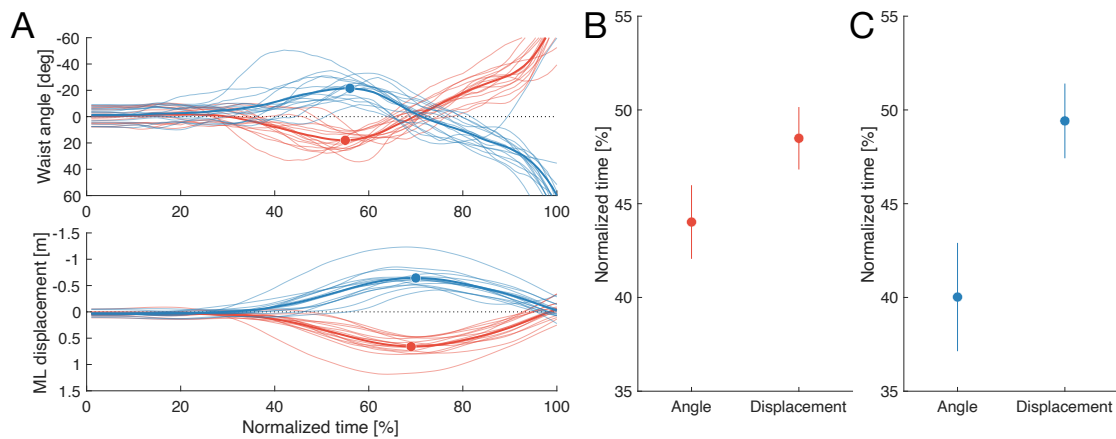 A
Waist angle [deg]
-60
-40
-20
0
20
40
60
0 20 40 60 80 100
ML displacement [m]
-1.5
-1
-0.5
0
0.5
1
1.5
0 20 40 60 80 100
Normalized time [%]
B
Normalized time [%]
55
50
45
40
35
Angle Displacement
C
Normalized time [%]
55
50
45
40
35
Angle Displacement